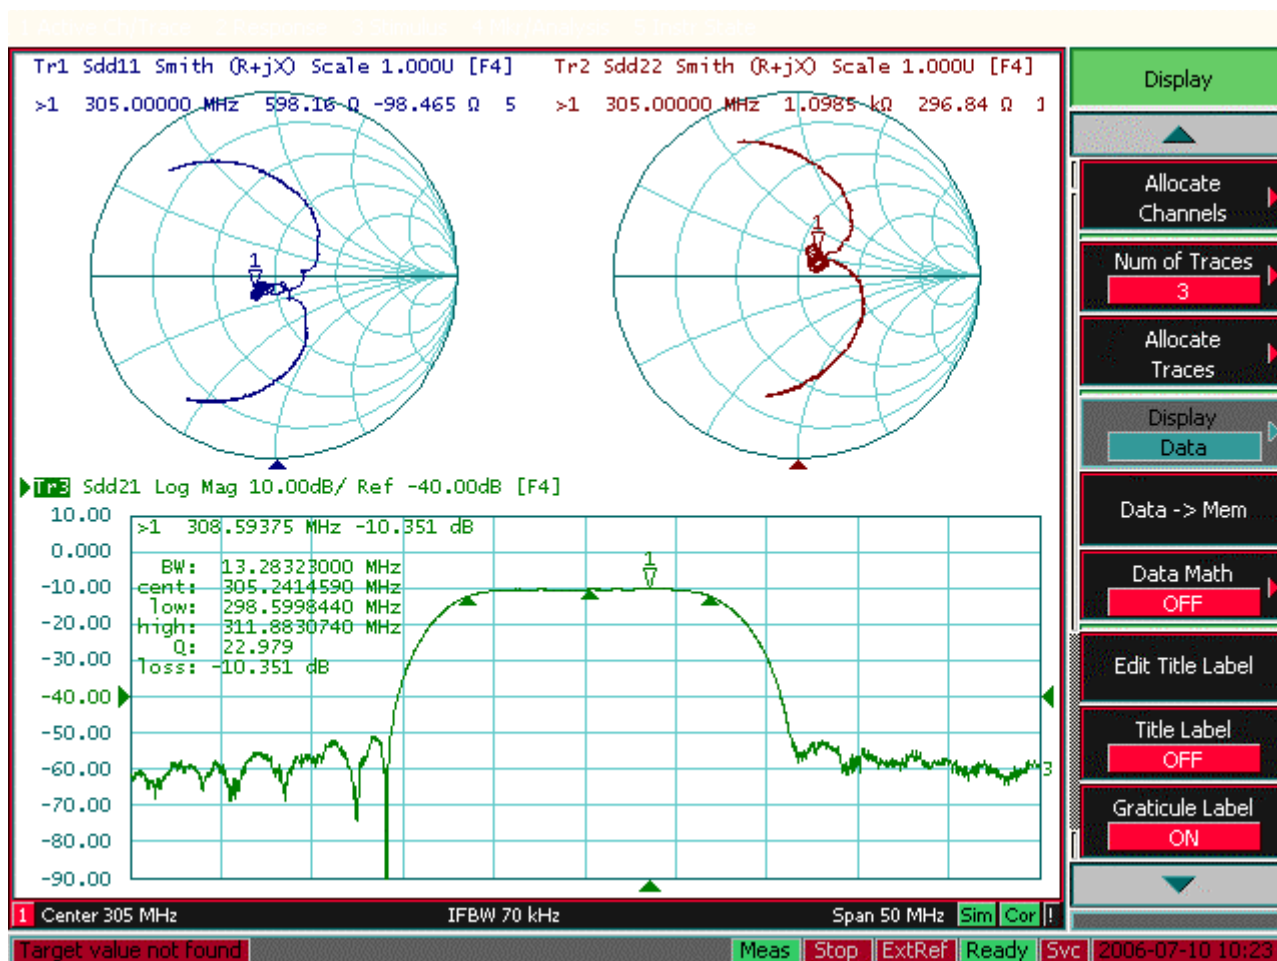 Tr1 Sdd11 Smith (R+jX) Scale 1.000U [F4]
>1 305.00000 MHz 598.16 Ω -98.465 Ω 5
Tr2 Sdd22 Smith (R+jX) Scale 1.000U [F4]
>1 305.00000 MHz 1.0985 kΩ 296.84 Ω 1
1
1
Tr3 Sdd21 Log Mag 10.00dB/ Ref -40.00dB [F4]
10.00
0.000
-10.00
-20.00
-30.00
-40.00
-50.00
-60.00
-70.00
-80.00
-90.00
>1 308.59375 MHz -10.351 dB
BW: 13.28323000 MHz
cent: 305.2414590 MHz
low: 298.5998440 MHz
high: 311.8830740 MHz
Q: 22.979
loss: -10.351 dB
1
3
1 Center 305 MHz
IFBW 70 kHz
Span 50 MHz Sim Cor !
Target value not found
Meas Stop ExtRef Ready Svc 2006-07-10 10:23
Display
Allocate
Channels
Num of Traces
3
Allocate
Traces
Display
Data
Data -> Mem
Data Math
OFF
Edit Title Label
Title Label
OFF
Graticule Label
ON